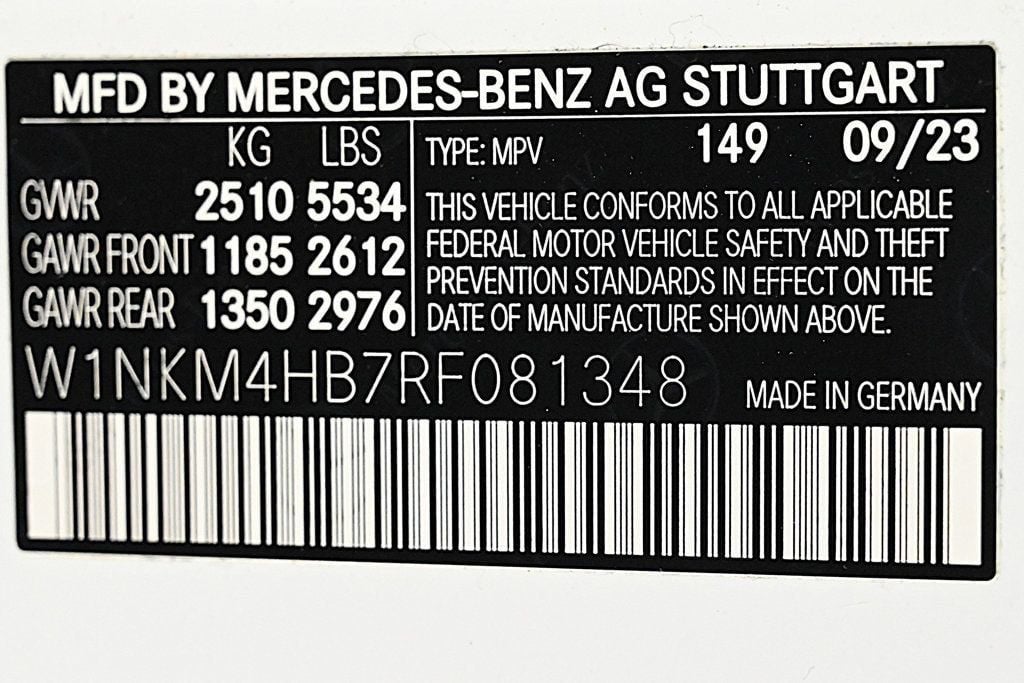 MFD BY MERCEDES-BENZ AG STUTTGART
KG LBS
GVWR 2510 5534
GAWR FRONT 1185 2612
GAWR REAR 1350 2976
TYPE: MPV 149 09/23
THIS VEHICLE CONFORMS TO ALL APPLICABLE
FEDERAL MOTOR VEHICLE SAFETY AND THEFT
PREVENTION STANDARDS IN EFFECT ON THE
DATE OF MANUFACTURE SHOWN ABOVE.
W1NKM4HB7RF081348
MADE IN GERMANY